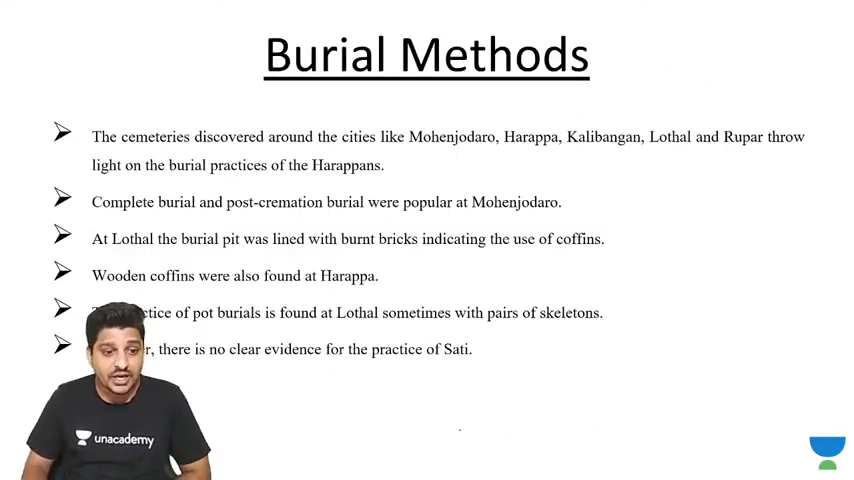 Burial Methods
The cemeteries discovered around the cities like Mohenjodaro, Harappa, Kalibangan, Lothal and Rupar throw
light on the burial practices of the Harappans.
Complete burial and post-cremation burial were popular at Mohenjodaro.
At Lothal the burial pit was lined with burnt bricks indicating the use of coffins.
Wooden coffins were also found at Harappa.
of pot burials is found at Lothal sometimes with pairs of skeletons.
there is no clear evidence for the practice of Sati.
unacademy